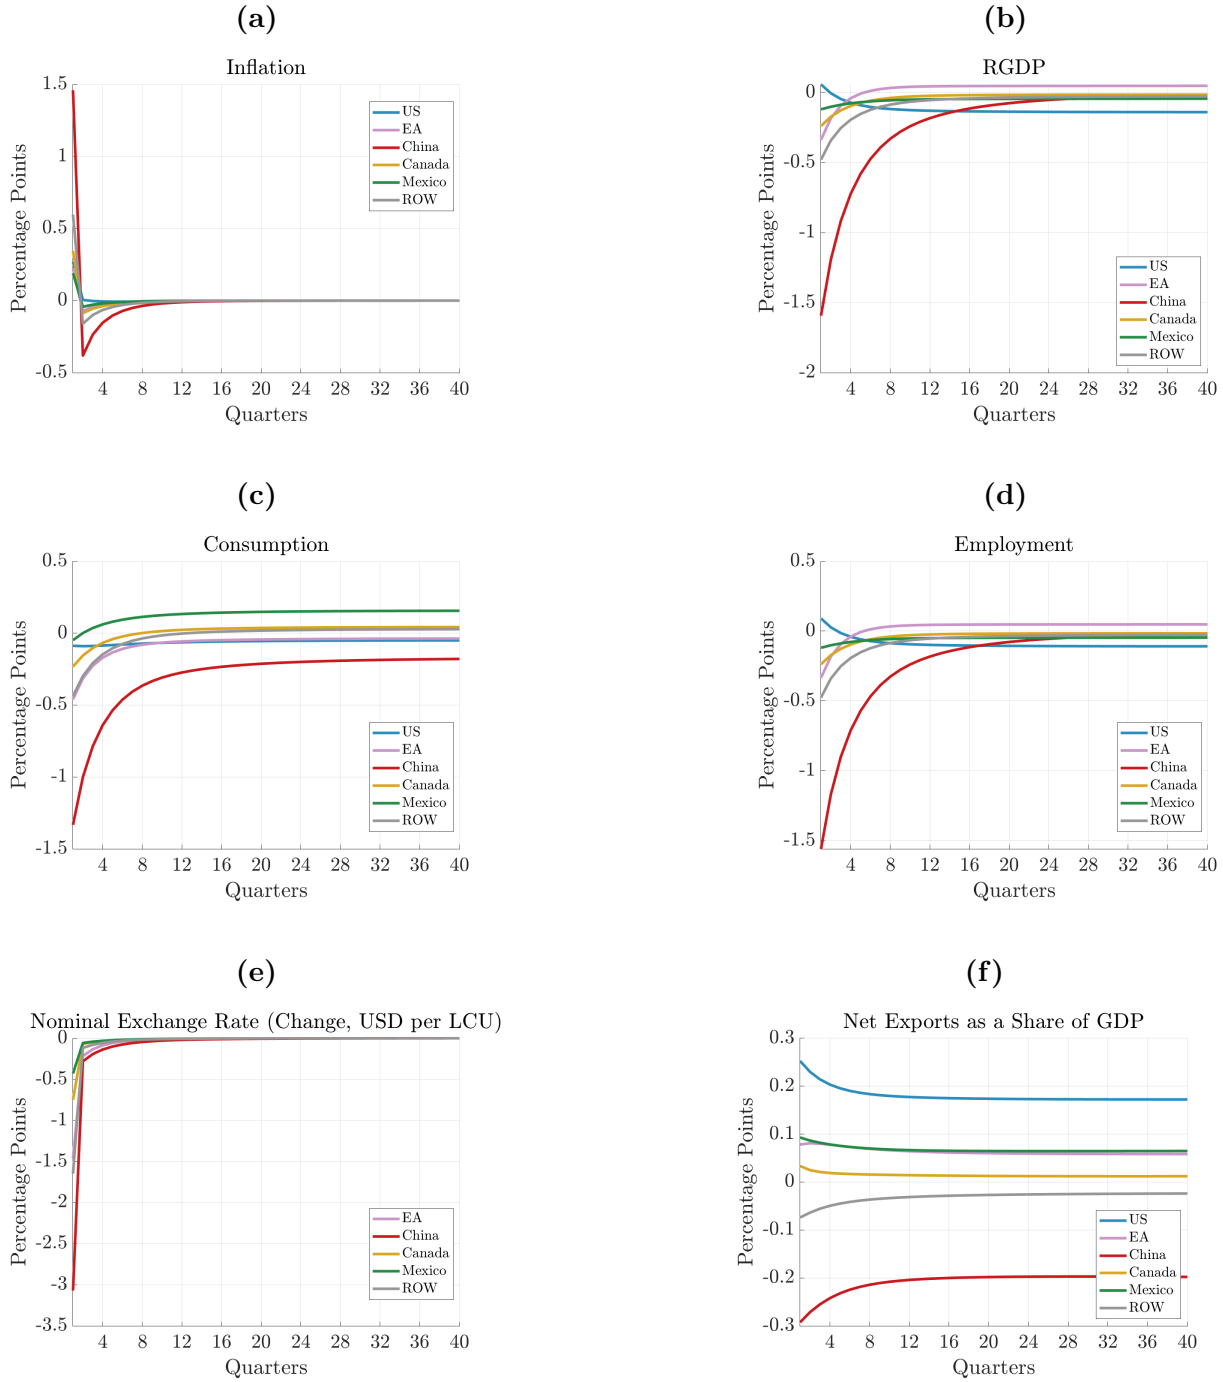 (a)
Inflation
Percentage Points
1.5
1
0.5
0
-0.5
4 8 12 16 20 24 28 32 36 40
Quarters
US
EA
China
Canada
Mexico
ROW
(b)
RGDP
Percentage Points
0
-0.5
-1
-1.5
-2
4 8 12 16 20 24 28 32 36 40
Quarters
US
EA
China
Canada
Mexico
ROW
(c)
Consumption
Percentage Points
0.5
0
-0.5
-1
-1.5
4 8 12 16 20 24 28 32 36 40
Quarters
US
EA
China
Canada
Mexico
ROW
(d)
Employment
Percentage Points
0.5
0
-0.5
-1
-1.5
4 8 12 16 20 24 28 32 36 40
Quarters
US
EA
China
Canada
Mexico
ROW
(e)
Nominal Exchange Rate (Change, USD per LCU)
Percentage Points
0
-0.5
-1
-1.5
-2
-2.5
-3
-3.5
4 8 12 16 20 24 28 32 36 40
Quarters
EA
China
Canada
Mexico
ROW
(f)
Net Exports as a Share of GDP
Percentage Points
0.3
0.2
0.1
0
-0.1
-0.2
-0.3
4 8 12 16 20 24 28 32 36 40
Quarters
US
EA
China
Canada
Mexico
ROW